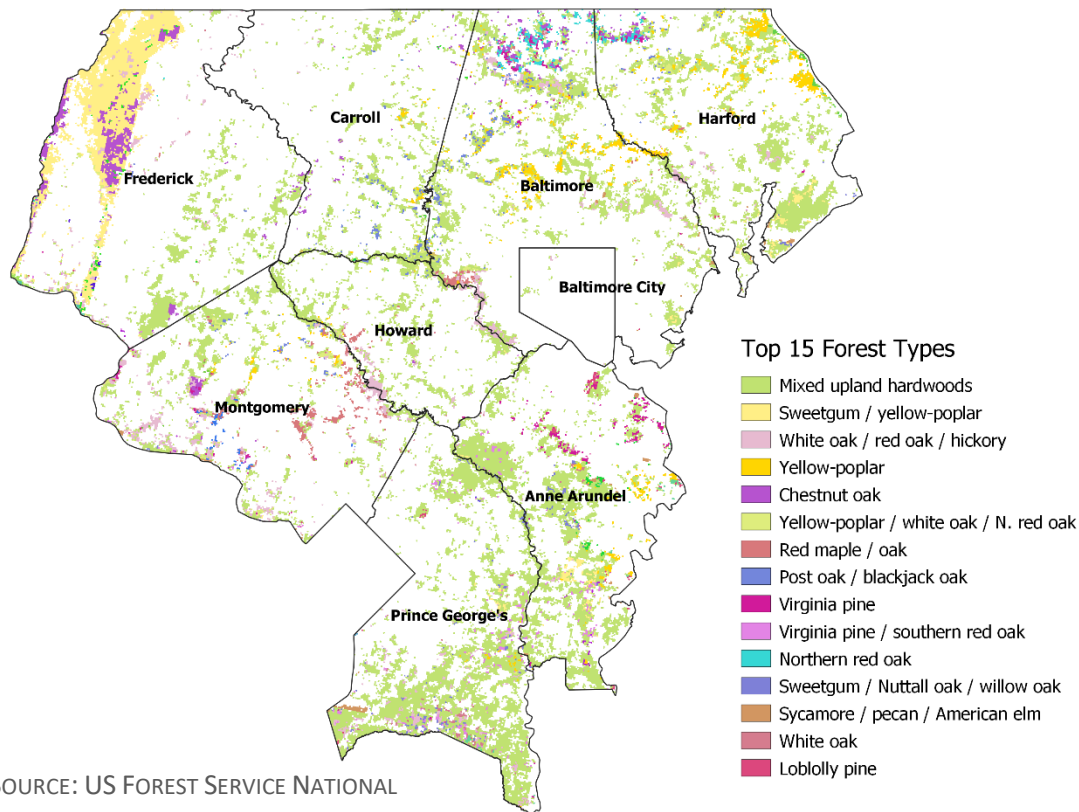 Carroll
Harford
Frederick
Baltimore
Baltimore City
Howard
Montgomery
Anne Arundel
Prince George's
Top 15 Forest Types
Mixed upland hardwoods
Sweetgum / yellow-poplar
White oak / red oak / hickory
Yellow-poplar
Chestnut oak
Yellow-poplar / white oak / N. red oak
Red maple / oak
Post oak / blackjack oak
Virginia pine
Virginia pine / southern red oak
Northern red oak
Sweetgum / Nuttall oak / willow oak
Sycamore / pecan / American elm
White oak
Loblolly pine
SOURCE: US FOREST SERVICE NATIONAL